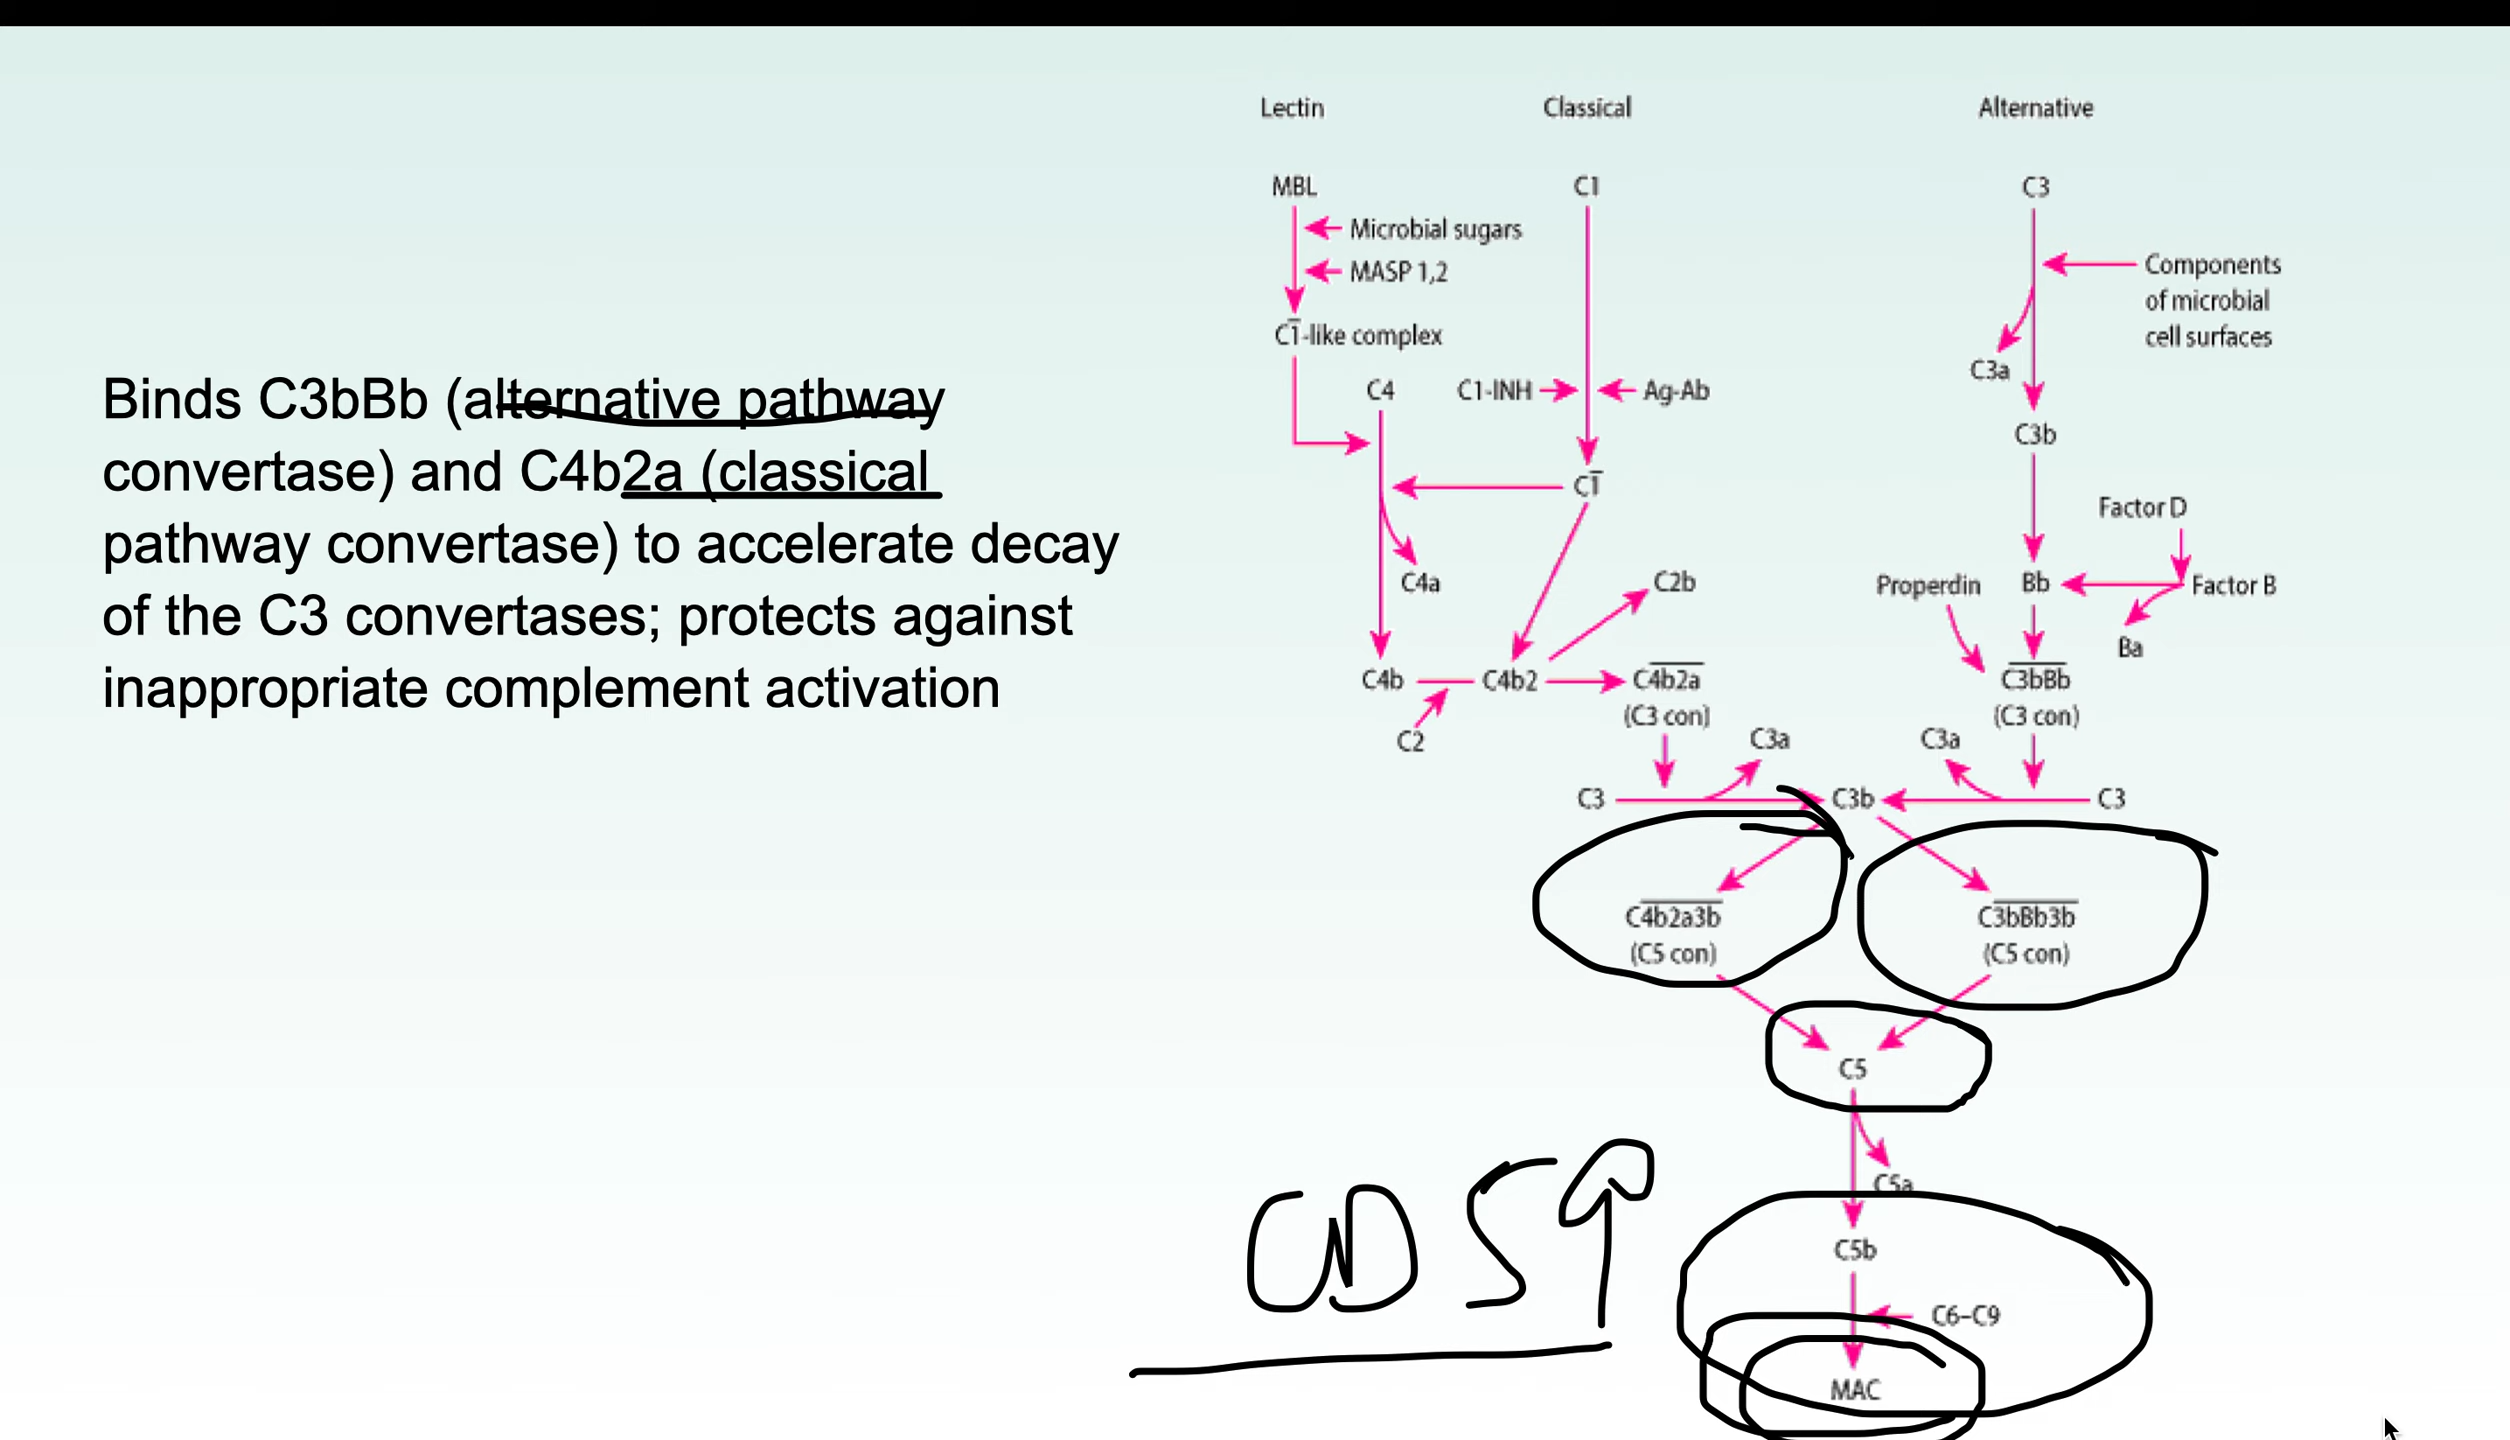 Binds C3bBb (alternative pathway
convertase) and C4b2a (classical
pathway convertase) to accelerate decay
of the C3 convertases; protects against
inappropriate complement activation
Lectin Classical Alternative
MBL C1 C3
Microbial sugars
MASP 1,2
Components
of microbial
cell surfaces
C1̅-like complex
C3a
C4 C1-INH Ag-Ab
C3b
C1̅
Factor D
C4a C2b Properdin Bb Factor B
Ba
C4b C4b2 C4b2a C3bBb
(C3 con) (C3 con)
C2 C3a C3a
C3 C3b C3
C4b2a3b C3bBb3b
(C5 con) (C5 con)
C5
C5a
CD59
C5b
C6–C9
MAC